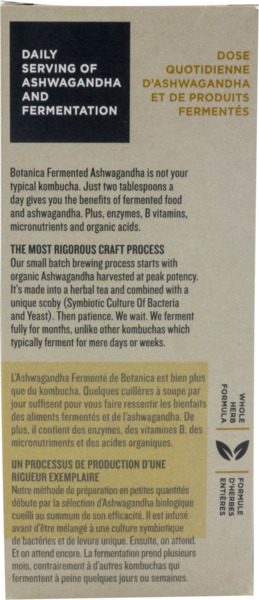 DAILY
SERVING OF
ASHWAGANDHA
AND
FERMENTATION
DOSE
QUOTIDIENNE
D'ASHWAGANDHA
ET DE PRODUITS
FERMENTÉS
Botanica Fermented Ashwagandha is not your
typical kombucha. Just two tablespoons a
day gives you the benefits of fermented food
and ashwagandha. Plus, enzymes, B vitamins,
micronutrients and organic acids.
THE MOST RIGOROUS CRAFT PROCESS
Our small batch brewing process starts with
organic Ashwagandha harvested at peak potency.
It's made into a herbal tea and combined with a
unique scoby (Symbiotic Culture Of Bacteria
and Yeast). Then patience. We wait. We ferment
fully for months, unlike other kombuchas which
typically ferment for mere days or weeks.
L'Ashwagandha Fermenté de Botanica est bien plus
que du kombucha. Quelques cuillères à soupe par
jour suffisent pour vous faire ressentir les bienfaits
des aliments fermentés et de l'ashwagandha. De
plus, il contient des enzymes, des vitamines B, des
micronutriments et des acides organiques.
UN PROCESSUS DE PRODUCTION D'UNE
RIGUEUR EXEMPLAIRE
Notre méthode de préparation en petites quantités
débute par la sélection d'Ashwagandha biologique
cueilli au summum de son efficacité. Il est infusé
avant d'être mélangé à une culture symbiotique
de bactéries et de levure unique. Ensuite, on attend.
Et on attend encore. La fermentation prend plusieurs
mois, contrairement à d'autres kombuchas qui
fermentent à peine quelques jours ou semaines.
WHOLE
HERB
FORMULA
FORMULE
D'HERBES
ENTIÈRES